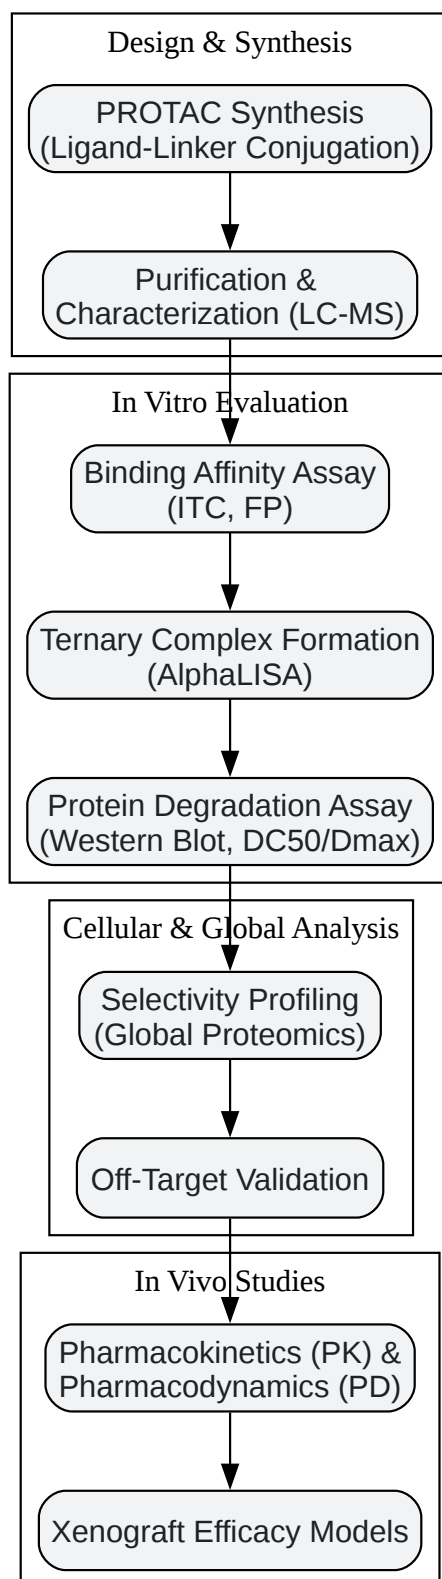 Design & Synthesis
PROTAC Synthesis
(Ligand-Linker Conjugation)
Purification &
Characterization (LC-MS)
In Vitro Evaluation
Binding Affinity Assay
(ITC, FP)
Ternary Complex Formation
(AlphaLISA)
Protein Degradation Assay
(Western Blot, DC50/Dmax)
Cellular & Global Analysis
Selectivity Profiling
(Global Proteomics)
Off-Target Validation
In Vivo Studies
Pharmacokinetics (PK) &
Pharmacodynamics (PD)
Xenograft Efficacy Models